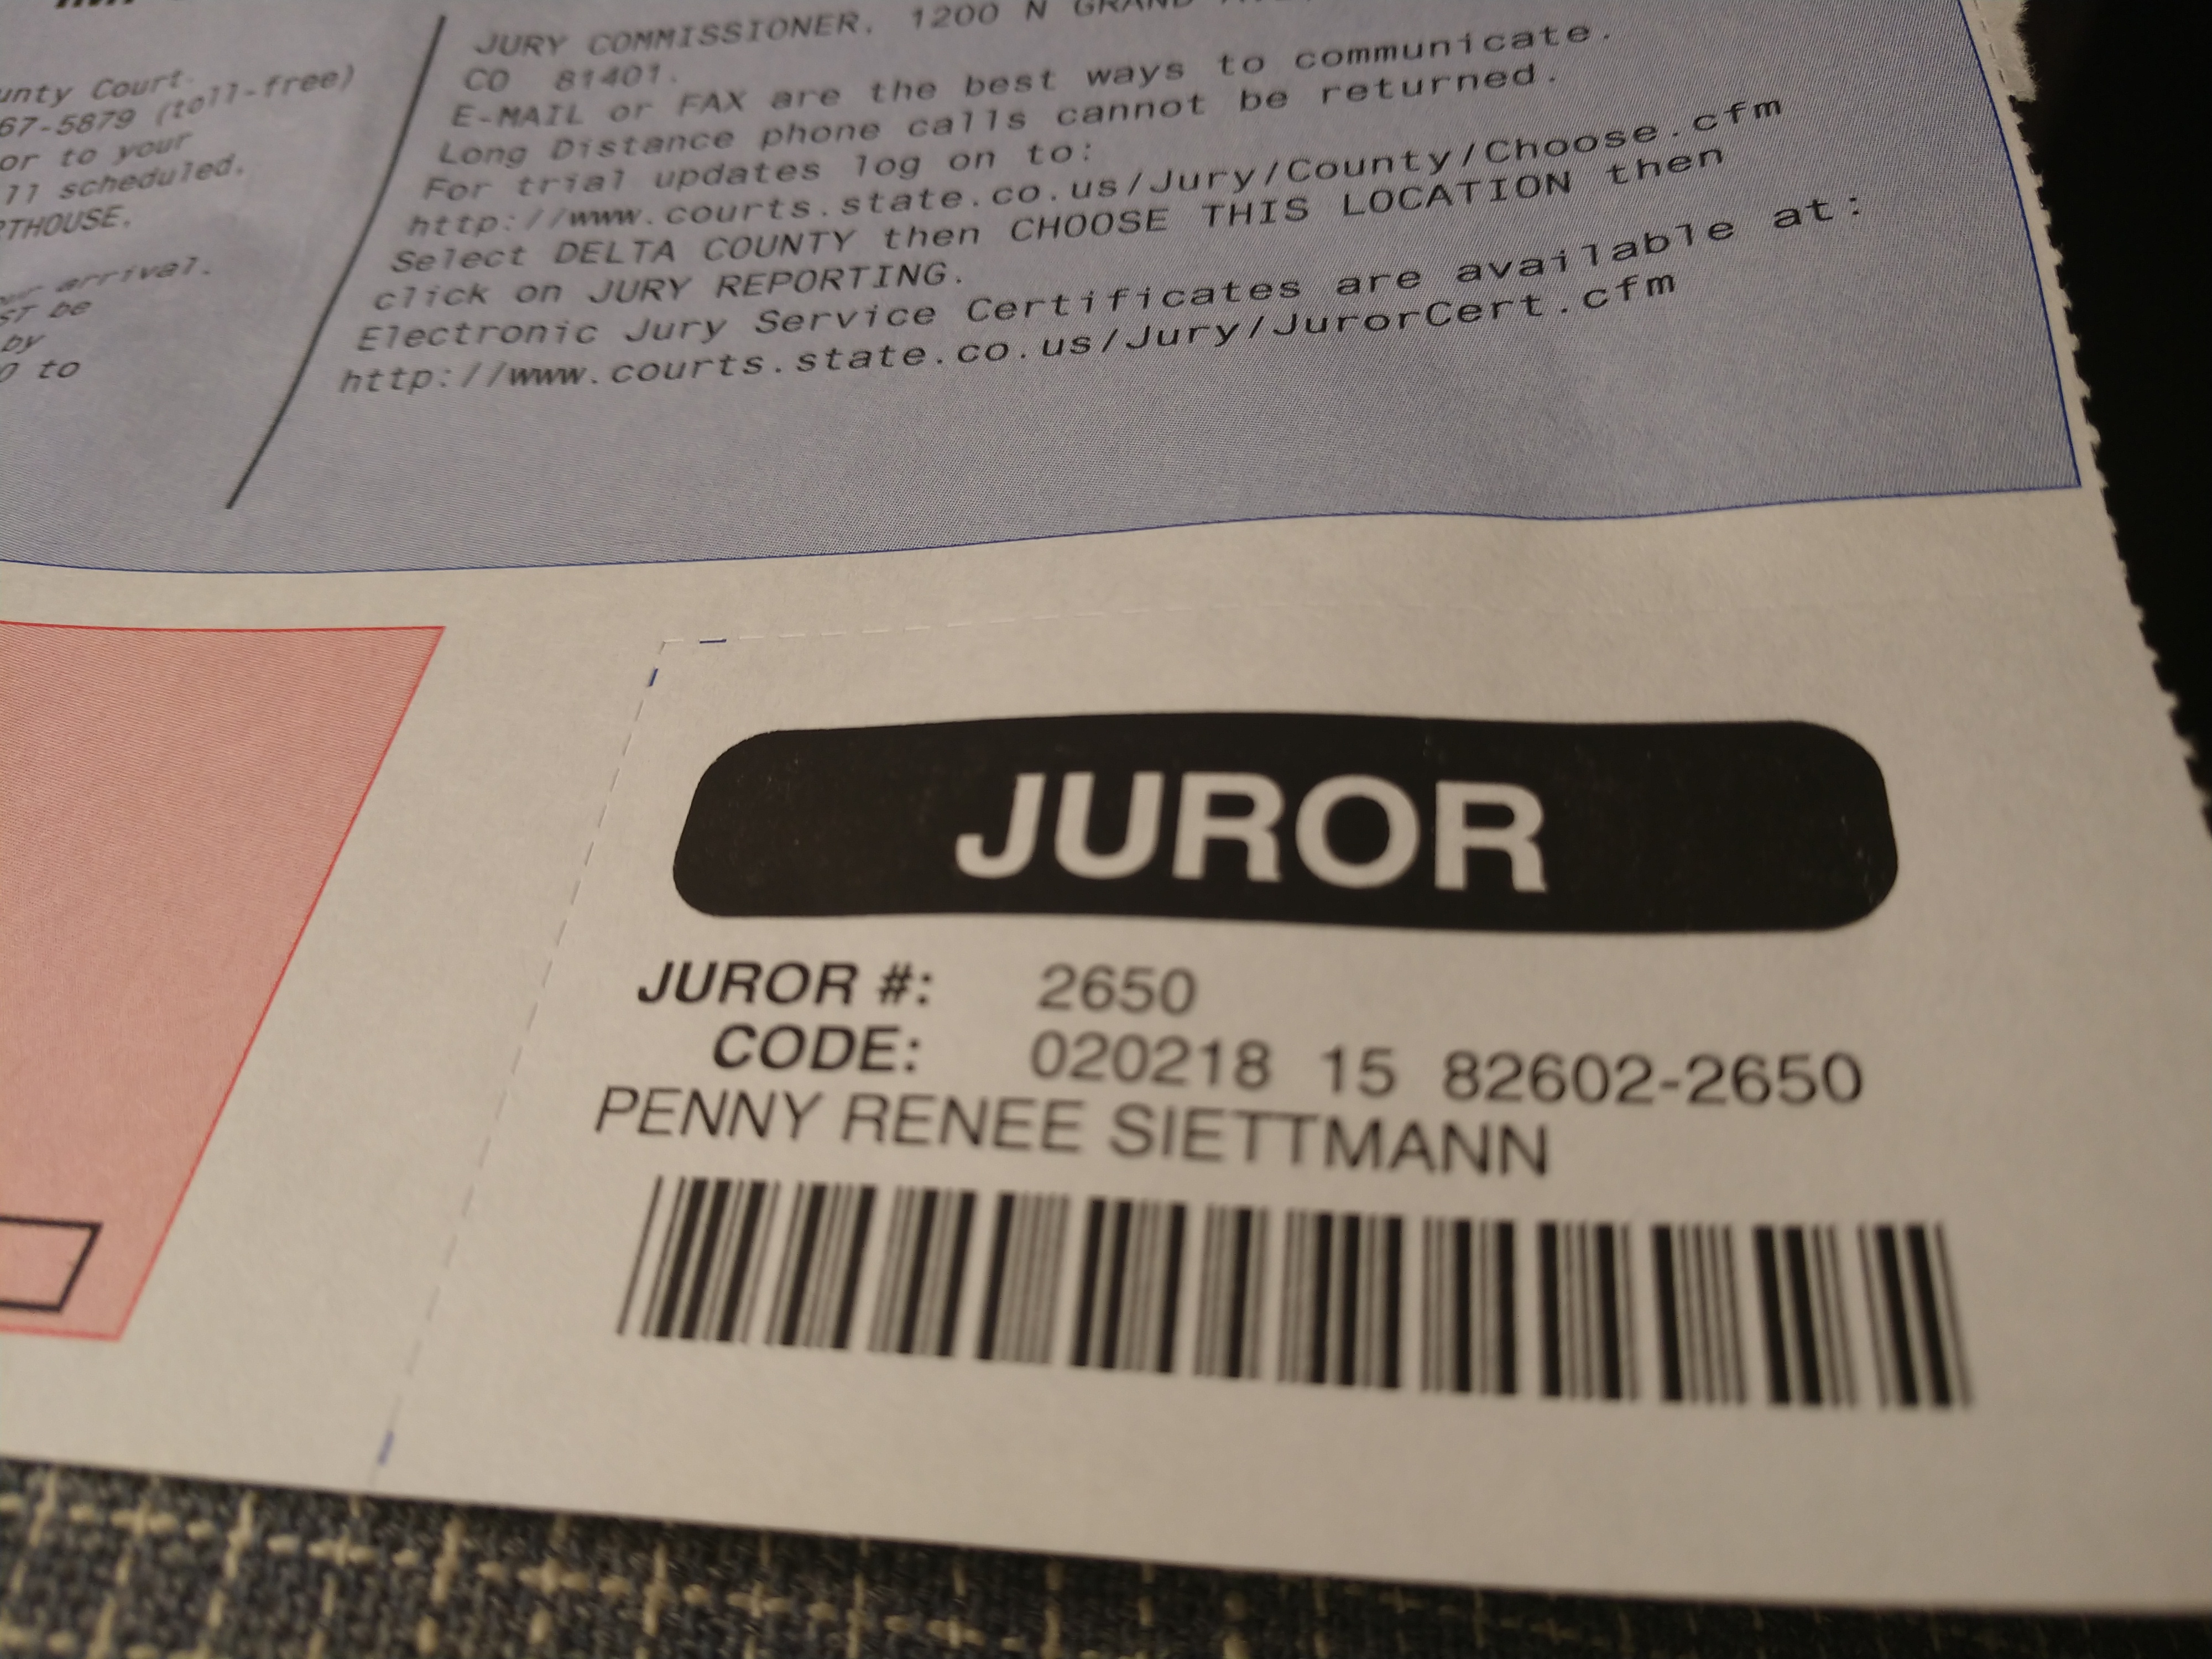 unty Court
67-5879 (toll-free)
or to your
ll scheduled.
THOUSE.
arrival.
ST be
by
0 to
JURY COMMISSIONER, 1200 N GRAND
CO 81401.
E-MAIL or FAX are the best ways to communicate.
Long Distance phone calls cannot be returned.
For trial updates log on to:
http://www.courts.state.co.us/Jury/County/Choose.cfm
Select DELTA COUNTY then CHOOSE THIS LOCATION then
click on JURY REPORTING.
Electronic Jury Service Certificates are available at:
http://www.courts.state.co.us/Jury/JurorCert.cfm
JUROR
JUROR #: 2650
CODE: 020218 15 82602-2650
PENNY RENEE SIETTMANN